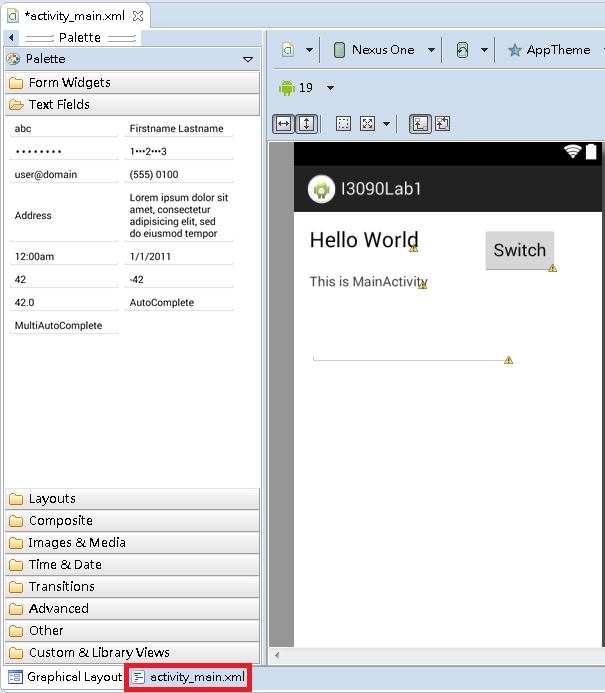 *activity_main.xml
Palette
Palette
Form Widgets
Text Fields
abc Firstname Lastname
•••••••• 1•••2•••3
user@domain (555) 0100
Address Lorem ipsum dolor sit
amet, consectetur
adipisicing elit, sed
do eiusmod tempor
12:00am 1/1/2011
42 -42
42.0 AutoComplete
MultiAutoComplete
Layouts
Composite
Images & Media
Time & Date
Transitions
Advanced
Other
Custom & Library Views
Graphical Layout activity_main.xml
Nexus One AppTheme
19
I3090Lab1
Hello World
Switch
This is MainActivity